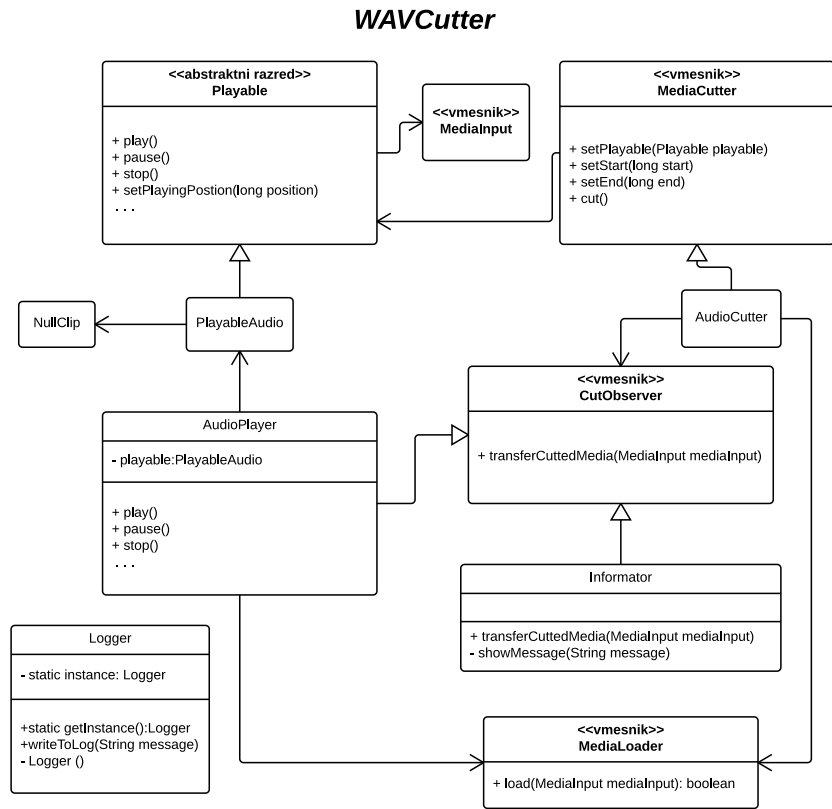 WAVCutter
<<abstraktni razred>>
Playable
+ play()
+ pause()
+ stop()
+ setPlayingPostion(long position)
. . .
<<vmesnik>>
MediaInput
<<vmesnik>>
MediaCutter
+ setPlayable(Playable playable)
+ setStart(long start)
+ setEnd(long end)
+ cut()
NullClip
PlayableAudio
AudioCutter
<<vmesnik>>
CutObserver
+ transferCuttedMedia(MediaInput mediaInput)
AudioPlayer
- playable:PlayableAudio
+ play()
+ pause()
+ stop()
. . .
Informator
+ transferCuttedMedia(MediaInput mediaInput)
- showMessage(String message)
Logger
- static instance: Logger
+static getInstance():Logger
+writeToLog(String message)
- Logger ()
<<vmesnik>>
MediaLoader
+ load(MediaInput mediaInput): boolean